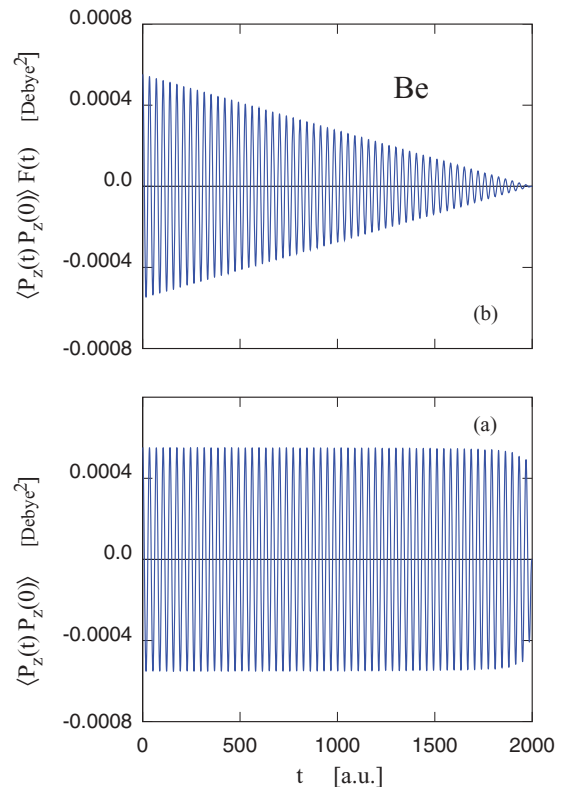 0.0008
0.0004
0.0
-0.0004
-0.0008
⟨P_z(t) P_z(0)⟩ F(t) [Debye²]
Be
(b)
(a)
0.0004
0.0
-0.0004
-0.0008
⟨P_z(t) P_z(0)⟩ [Debye²]
0 500 1000 1500 2000
t [a.u.]